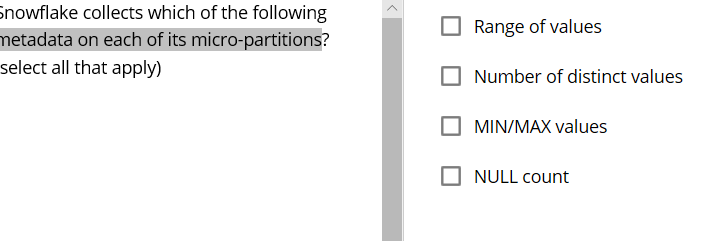 Snowflake collects which of the following
metadata on each of its micro-partitions?
(select all that apply)
Range of values
Number of distinct values
MIN/MAX values
NULL count